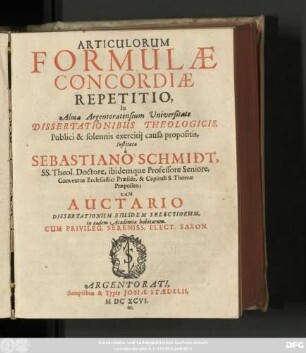 ARTICULORUM
FORMULÆ
CONCORDIÆ
REPETITIO,
In
Alma Argentoratensium Universitate
DISSERTATIONIBUS THEOLOGICIS.
Publici & solennis exercitij causâ propositis,
Instituta
à
SEBASTIANO SCHMIDT,
SS. Theol. Doctore, ibidemque Professore Seniore,
Conventus Ecclesiastici Præside, & Capituli S. Thomæ
Præposito;
CUM
AUCTARIO
DISSERTATIONUM EJUSDEM SELECTIORUM,
in eadem Academia habitarum.
CUM PRIVILEG. SERENISS. ELECT. SAXON.
ARGENTORATI,
Sumptibus & Typis JOSIÆ STÆDELII,
M DC XCVI.